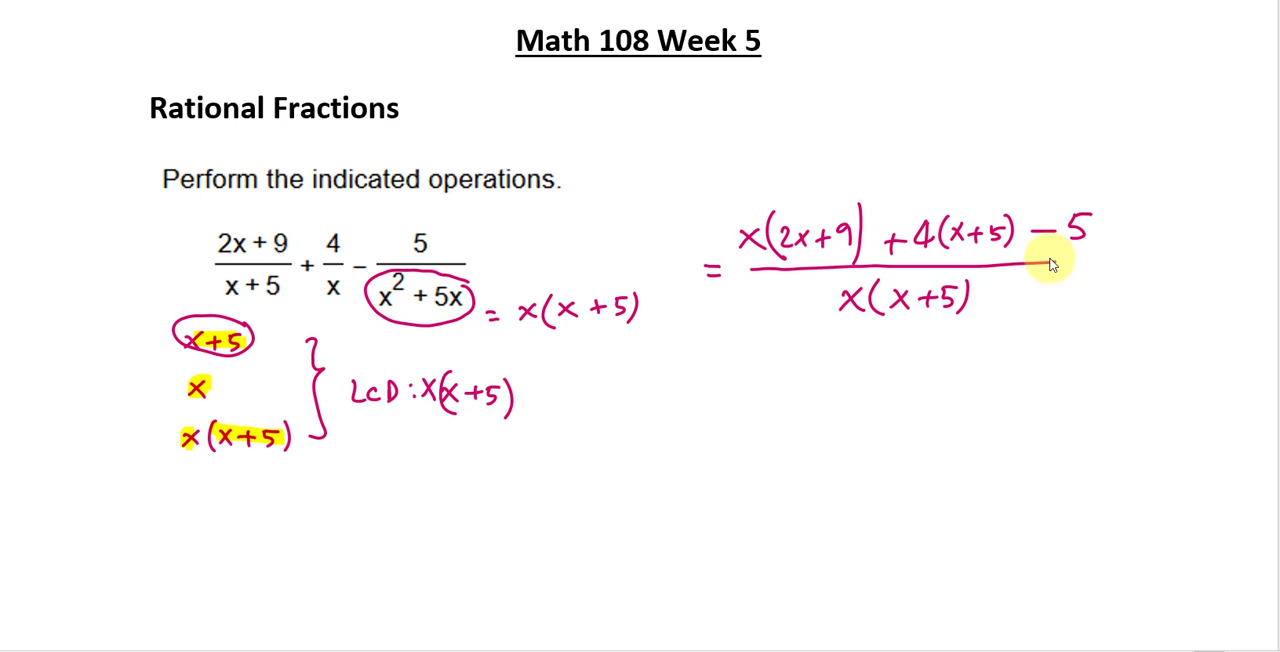 Math 108 Week 5
Rational Fractions
Perform the indicated operations.
(2x + 9)/(x + 5) + 4/x − 5/(x² + 5x) = x(x + 5)
x+5
x
x(x+5)
LCD : x(x+5)
= (x(2x+9) + 4(x+5) − 5)/(x(x+5))